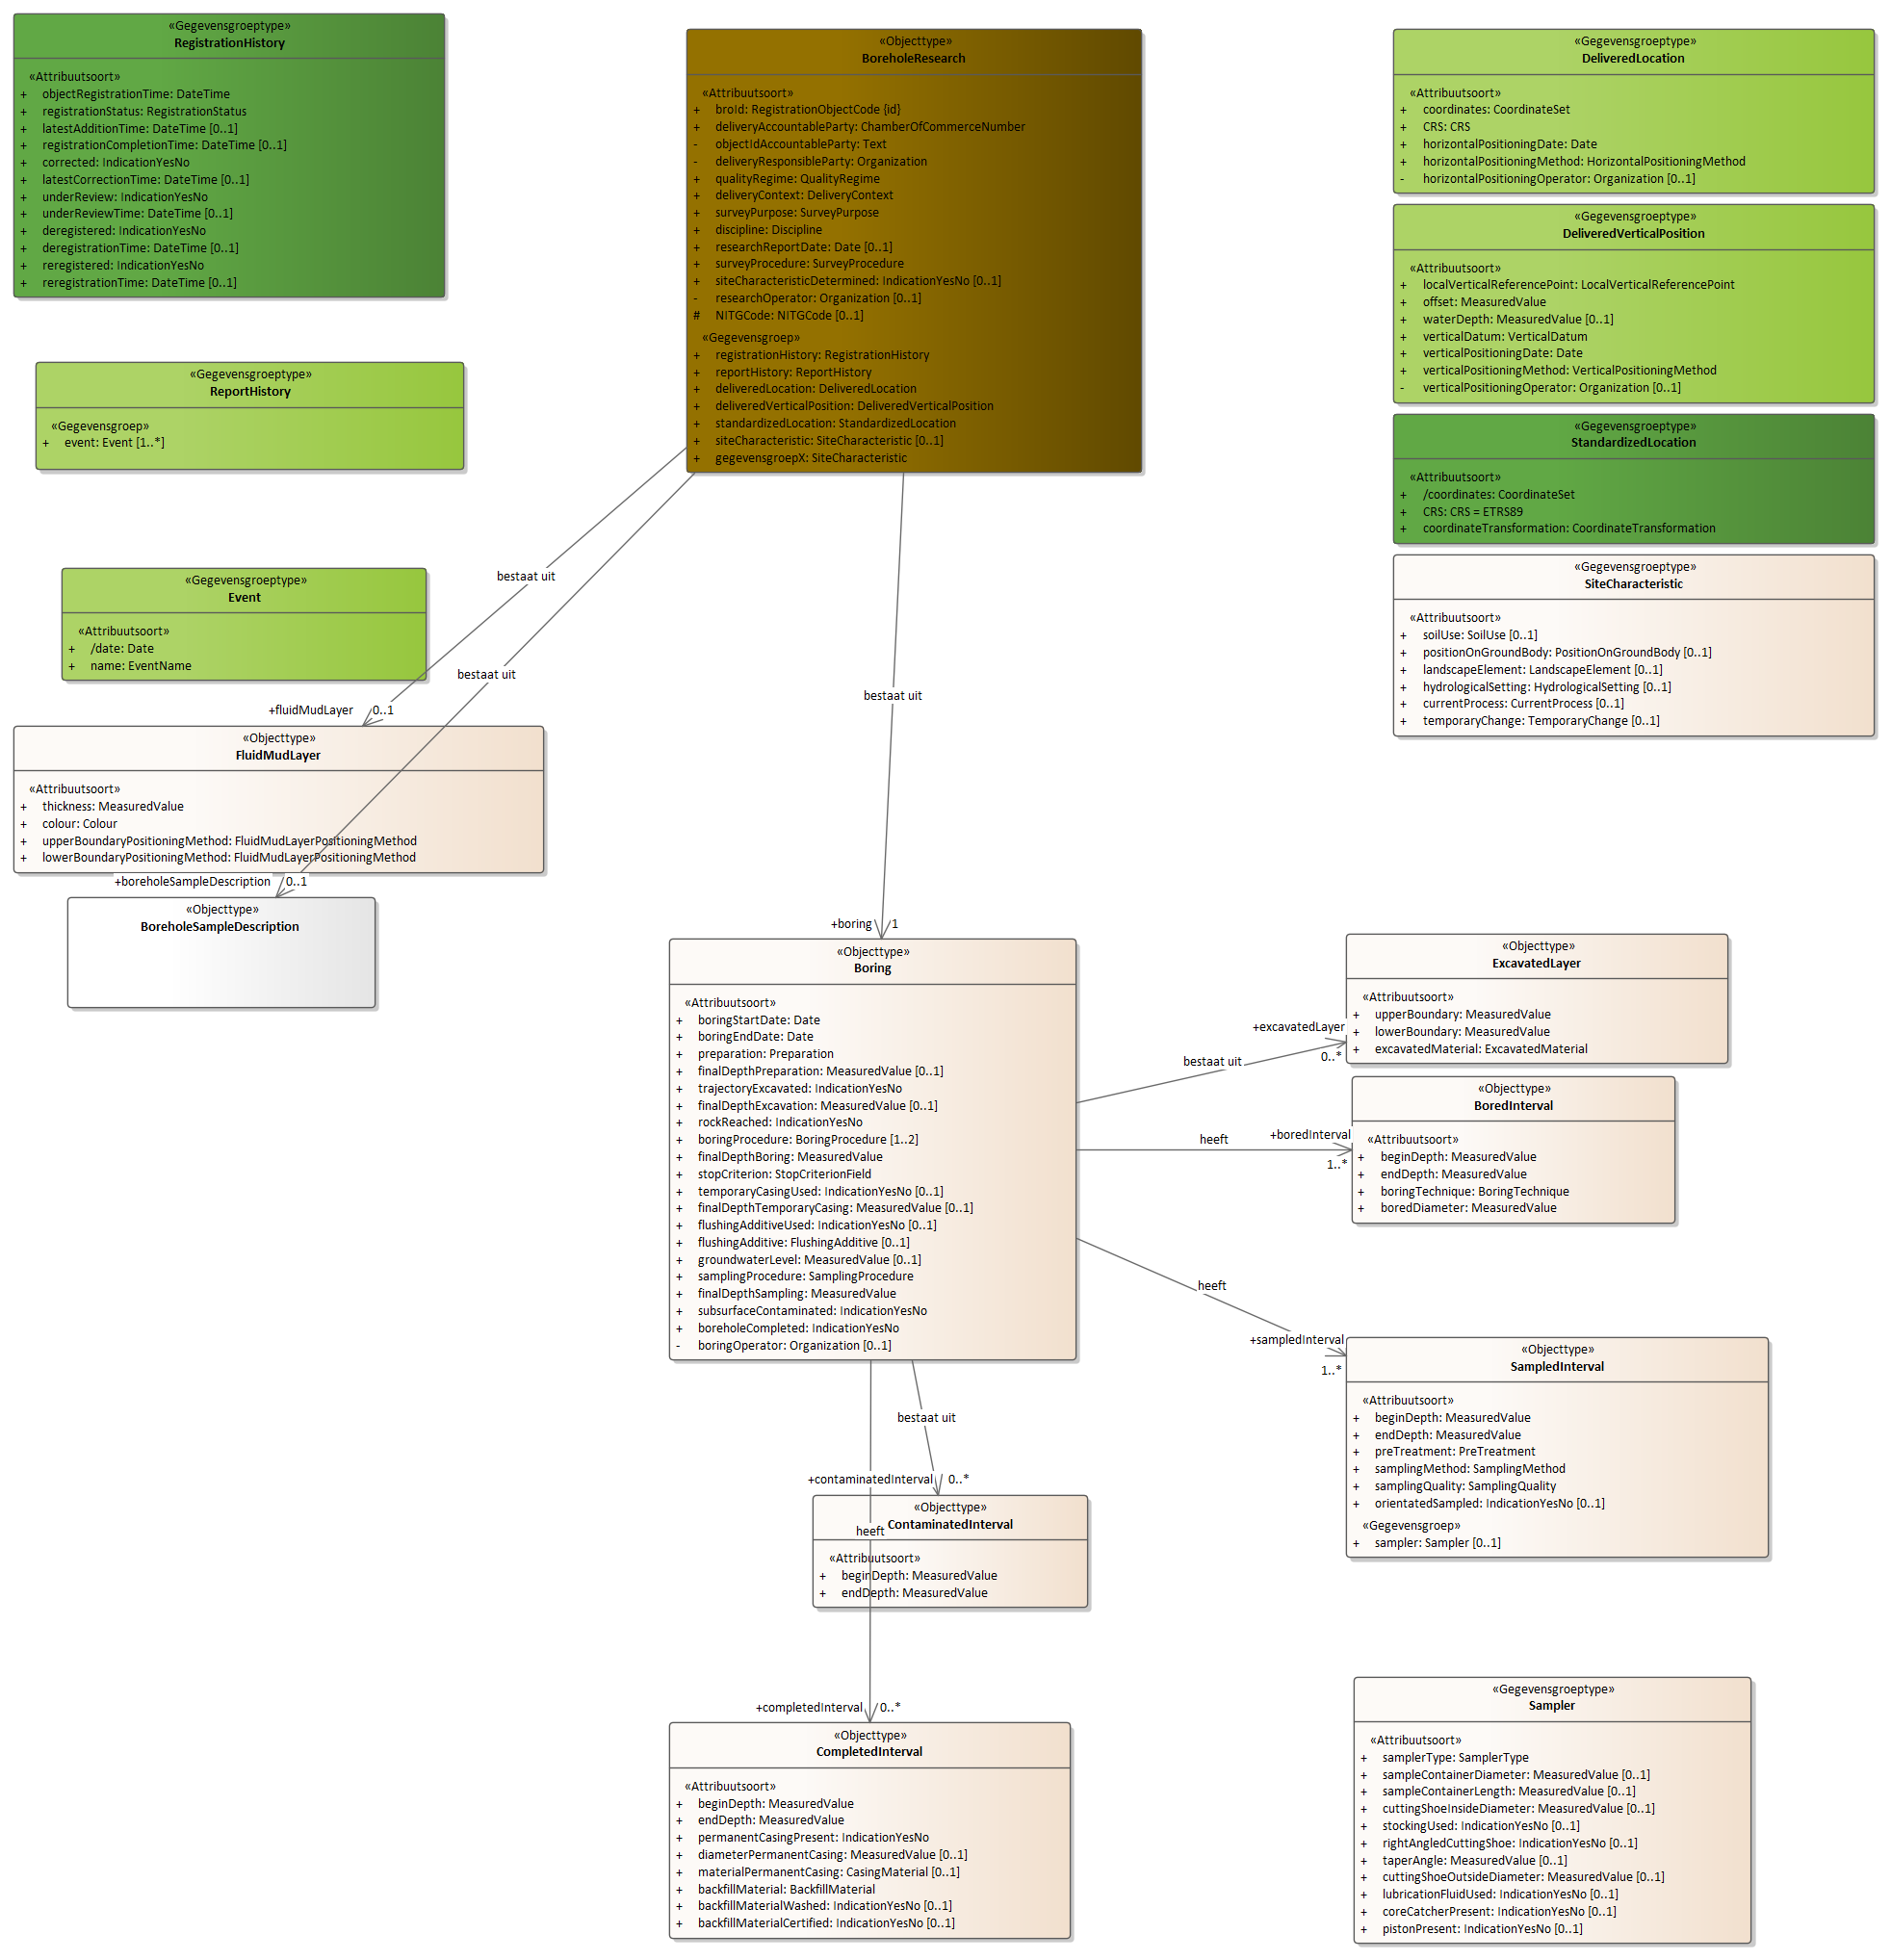 «Gegevensgroeptype»
RegistrationHistory
«Attribuutsoort»
+ objectRegistrationTime: DateTime
+ registrationStatus: RegistrationStatus
+ latestAdditionTime: DateTime [0..1]
+ registrationCompletionTime: DateTime [0..1]
+ corrected: IndicationYesNo
+ latestCorrectionTime: DateTime [0..1]
+ underReview: IndicationYesNo
+ underReviewTime: DateTime [0..1]
+ deregistered: IndicationYesNo
+ deregistrationTime: DateTime [0..1]
+ reregistered: IndicationYesNo
+ reregistrationTime: DateTime [0..1]
«Objecttype»
BoreholeResearch
«Attribuutsoort»
+ broId: RegistrationObjectCode {id}
+ deliveryAccountableParty: ChamberOfCommerceNumber
- objectIdAccountableParty: Text
- deliveryResponsibleParty: Organization
+ qualityRegime: QualityRegime
+ deliveryContext: DeliveryContext
+ surveyPurpose: SurveyPurpose
+ discipline: Discipline
+ researchReportDate: Date [0..1]
+ surveyProcedure: SurveyProcedure
+ siteCharacteristicDetermined: IndicationYesNo [0..1]
- researchOperator: Organization [0..1]
# NITGCode: NITGCode [0..1]
«Gegevensgroep»
+ registrationHistory: RegistrationHistory
+ reportHistory: ReportHistory
+ deliveredLocation: DeliveredLocation
+ deliveredVerticalPosition: DeliveredVerticalPosition
+ standardizedLocation: StandardizedLocation
+ siteCharacteristic: SiteCharacteristic [0..1]
+ gegevensgroepX: SiteCharacteristic
«Gegevensgroeptype»
DeliveredLocation
«Attribuutsoort»
+ coordinates: CoordinateSet
+ CRS: CRS
+ horizontalPositioningDate: Date
+ horizontalPositioningMethod: HorizontalPositioningMethod
- horizontalPositioningOperator: Organization [0..1]
«Gegevensgroeptype»
DeliveredVerticalPosition
«Attribuutsoort»
+ localVerticalReferencePoint: LocalVerticalReferencePoint
+ offset: MeasuredValue
+ waterDepth: MeasuredValue [0..1]
+ verticalDatum: VerticalDatum
+ verticalPositioningDate: Date
+ verticalPositioningMethod: VerticalPositioningMethod
- verticalPositioningOperator: Organization [0..1]
«Gegevensgroeptype»
StandardizedLocation
«Attribuutsoort»
+ /coordinates: CoordinateSet
+ CRS: CRS = ETRS89
+ coordinateTransformation: CoordinateTransformation
«Gegevensgroeptype»
SiteCharacteristic
«Attribuutsoort»
+ soilUse: SoilUse [0..1]
+ positionOnGroundBody: PositionOnGroundBody [0..1]
+ landscapeElement: LandscapeElement [0..1]
+ hydrologicalSetting: HydrologicalSetting [0..1]
+ currentProcess: CurrentProcess [0..1]
+ temporaryChange: TemporaryChange [0..1]
«Gegevensgroeptype»
ReportHistory
«Gegevensgroep»
+ event: Event [1..*]
«Gegevensgroeptype»
Event
«Attribuutsoort»
+ /date: Date
+ name: EventName
bestaat uit
bestaat uit
bestaat uit
+fluidMudLayer 0..1
«Objecttype»
FluidMudLayer
«Attribuutsoort»
+ thickness: MeasuredValue
+ colour: Colour
+ upperBoundaryPositioningMethod: FluidMudLayerPositioningMethod
+ lowerBoundaryPositioningMethod: FluidMudLayerPositioningMethod
+boreholeSampleDescription 0..1
«Objecttype»
BoreholeSampleDescription
+boring 1
«Objecttype»
Boring
«Attribuutsoort»
+ boringStartDate: Date
+ boringEndDate: Date
+ preparation: Preparation
+ finalDepthPreparation: MeasuredValue [0..1]
+ trajectoryExcavated: IndicationYesNo
+ finalDepthExcavation: MeasuredValue [0..1]
+ rockReached: IndicationYesNo
+ boringProcedure: BoringProcedure [1..2]
+ finalDepthBoring: MeasuredValue
+ stopCriterion: StopCriterionField
+ temporaryCasingUsed: IndicationYesNo [0..1]
+ finalDepthTemporaryCasing: MeasuredValue [0..1]
+ flushingAdditiveUsed: IndicationYesNo [0..1]
+ flushingAdditive: FlushingAdditive [0..1]
+ groundwaterLevel: MeasuredValue [0..1]
+ samplingProcedure: SamplingProcedure
+ finalDepthSampling: MeasuredValue
+ subsurfaceContaminated: IndicationYesNo
+ boreholeCompleted: IndicationYesNo
- boringOperator: Organization [0..1]
bestaat uit
+excavatedLayer
0..*
«Objecttype»
ExcavatedLayer
«Attribuutsoort»
+ upperBoundary: MeasuredValue
+ lowerBoundary: MeasuredValue
+ excavatedMaterial: ExcavatedMaterial
heeft
+boredInterval
1..*
«Objecttype»
BoredInterval
«Attribuutsoort»
+ beginDepth: MeasuredValue
+ endDepth: MeasuredValue
+ boringTechnique: BoringTechnique
+ boredDiameter: MeasuredValue
heeft
+sampledInterval
1..*
«Objecttype»
SampledInterval
«Attribuutsoort»
+ beginDepth: MeasuredValue
+ endDepth: MeasuredValue
+ preTreatment: PreTreatment
+ samplingMethod: SamplingMethod
+ samplingQuality: SamplingQuality
+ orientatedSampled: IndicationYesNo [0..1]
«Gegevensgroep»
+ sampler: Sampler [0..1]
bestaat uit
+contaminatedInterval 0..*
«Objecttype»
ContaminatedInterval
«Attribuutsoort»
+ beginDepth: MeasuredValue
+ endDepth: MeasuredValue
heeft
+completedInterval 0..*
«Objecttype»
CompletedInterval
«Attribuutsoort»
+ beginDepth: MeasuredValue
+ endDepth: MeasuredValue
+ permanentCasingPresent: IndicationYesNo
+ diameterPermanentCasing: MeasuredValue [0..1]
+ materialPermanentCasing: CasingMaterial [0..1]
+ backfillMaterial: BackfillMaterial
+ backfillMaterialWashed: IndicationYesNo [0..1]
+ backfillMaterialCertified: IndicationYesNo [0..1]
«Gegevensgroeptype»
Sampler
«Attribuutsoort»
+ samplerType: SamplerType
+ sampleContainerDiameter: MeasuredValue [0..1]
+ sampleContainerLength: MeasuredValue [0..1]
+ cuttingShoeInsideDiameter: MeasuredValue [0..1]
+ stockingUsed: IndicationYesNo [0..1]
+ rightAngledCuttingShoe: IndicationYesNo [0..1]
+ taperAngle: MeasuredValue [0..1]
+ cuttingShoeOutsideDiameter: MeasuredValue [0..1]
+ lubricationFluidUsed: IndicationYesNo [0..1]
+ coreCatcherPresent: IndicationYesNo [0..1]
+ pistonPresent: IndicationYesNo [0..1]